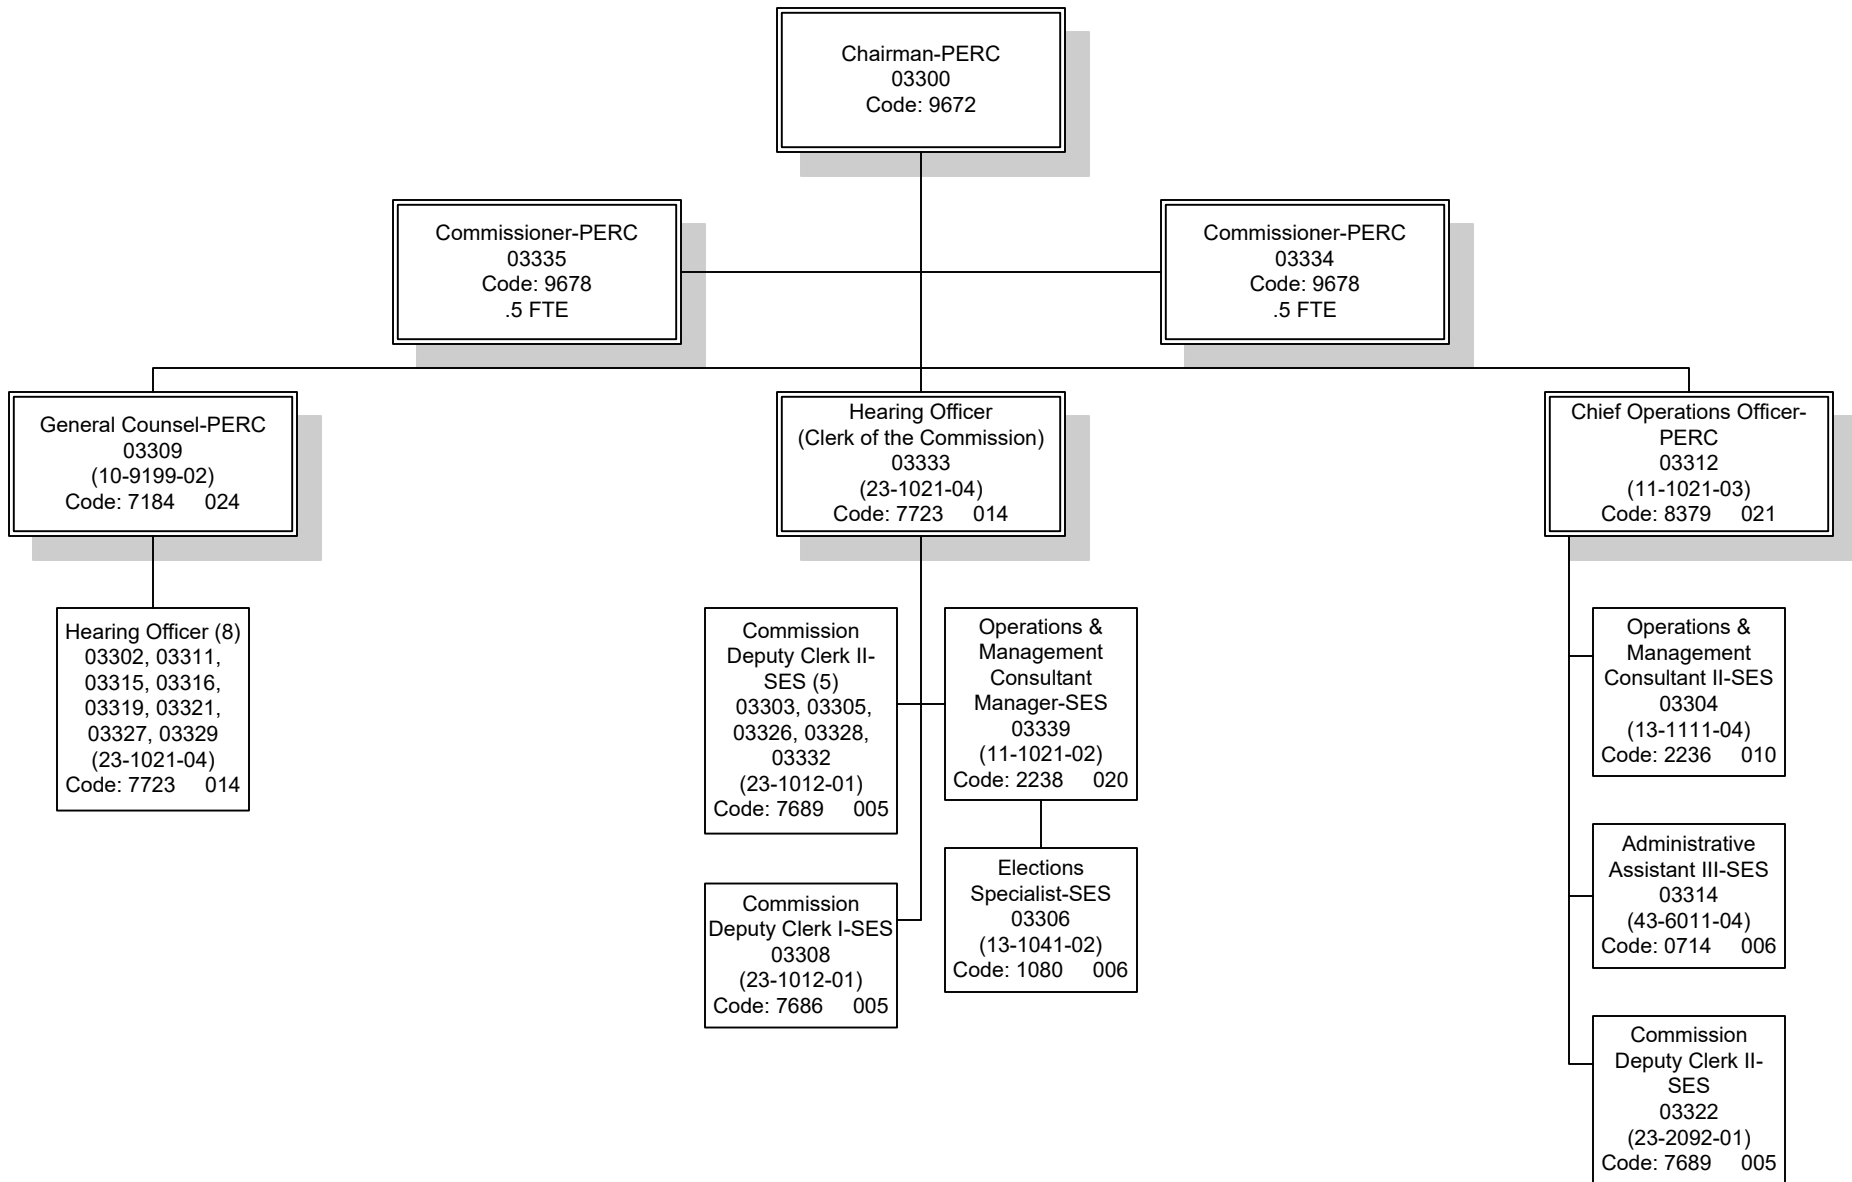 Chairman-PERC
03300
Code: 9672
Commissioner-PERC
03335
Code: 9678
.5 FTE
Commissioner-PERC
03334
Code: 9678
.5 FTE
General Counsel-PERC
03309
(10-9199-02)
Code: 7184 024
Hearing Officer
(Clerk of the Commission)
03333
(23-1021-04)
Code: 7723 014
Chief Operations Officer-
PERC
03312
(11-1021-03)
Code: 8379 021
Hearing Officer (8)
03302, 03311,
03315, 03316,
03319, 03321,
03327, 03329
(23-1021-04)
Code: 7723 014
Commission
Deputy Clerk II-
SES (5)
03303, 03305,
03326, 03328,
03332
(23-1012-01)
Code: 7689 005
Operations &
Management
Consultant
Manager-SES
03339
(11-1021-02)
Code: 2238 020
Commission
Deputy Clerk I-SES
03308
(23-1012-01)
Code: 7686 005
Elections
Specialist-SES
03306
(13-1041-02)
Code: 1080 006
Operations &
Management
Consultant II-SES
03304
(13-1111-04)
Code: 2236 010
Administrative
Assistant III-SES
03314
(43-6011-04)
Code: 0714 006
Commission
Deputy Clerk II-
SES
03322
(23-2092-01)
Code: 7689 005